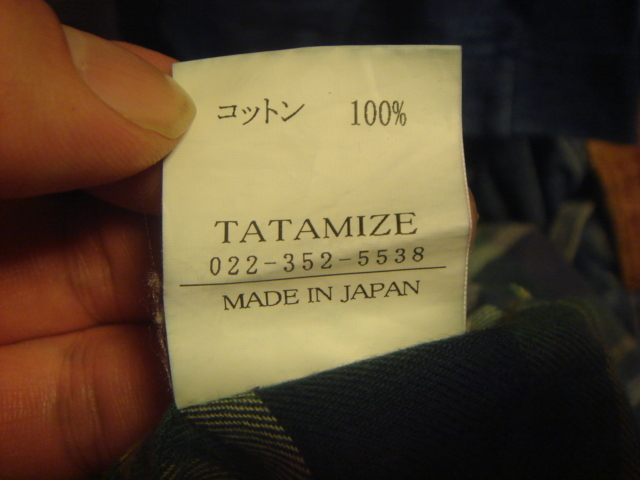 コットン 100%
TATAMIZE
022-352-5538
MADE IN JAPAN